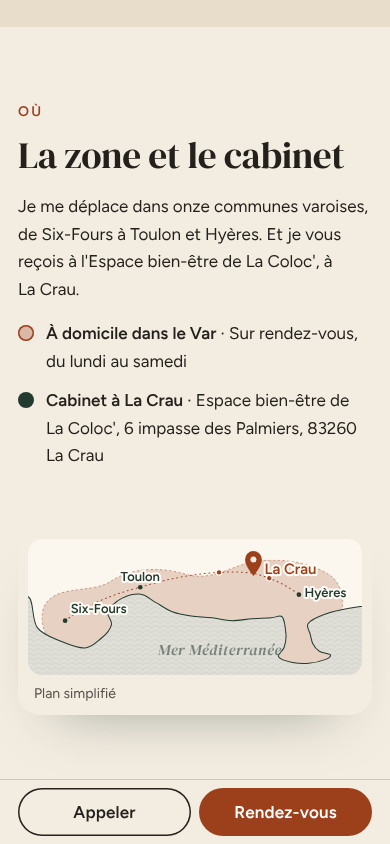 OÙ
La zone et le cabinet
Je me déplace dans onze communes varoises,
de Six-Fours à Toulon et Hyères. Et je vous
reçois à l'Espace bien-être de La Coloc', à
La Crau.
À domicile dans le Var · Sur rendez-vous,
du lundi au samedi
Cabinet à La Crau · Espace bien-être de
La Coloc', 6 impasse des Palmiers, 83260
La Crau
La Crau
Toulon
Hyères
Six-Fours
Mer Méditerranée
Plan simplifié
Appeler
Rendez-vous